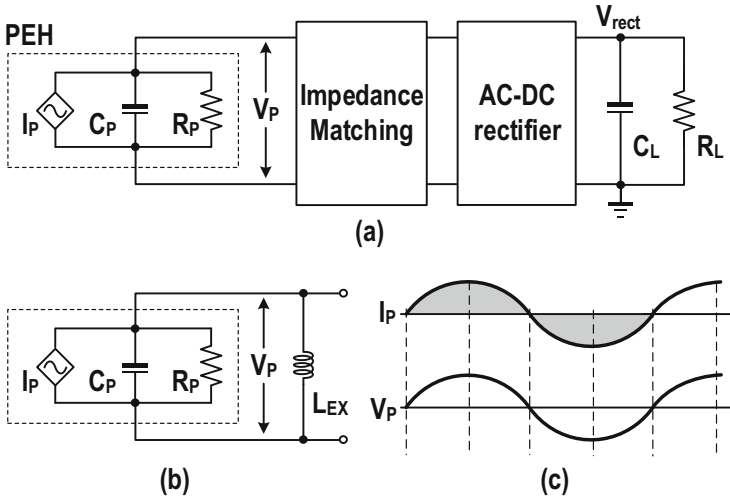 PEH
I_P
C_P
R_P
V_P
Impedance
Matching
AC-DC
rectifier
V_rect
C_L
R_L
(a)
I_P
C_P
R_P
V_P
L_EX
(b)
I_P
V_P
(c)